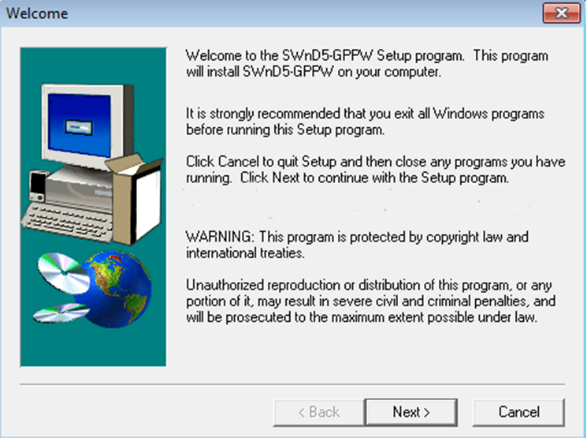 Welcome
Welcome to the SWnD5-GPPW Setup program. This program
will install SWnD5-GPPW on your computer.
It is strongly recommended that you exit all Windows programs
before running this Setup program.
Click Cancel to quit Setup and then close any programs you have
running. Click Next to continue with the Setup program.
WARNING: This program is protected by copyright law and
international treaties.
Unauthorized reproduction or distribution of this program, or any
portion of it, may result in severe civil and criminal penalties, and
will be prosecuted to the maximum extent possible under law.
< Back Next > Cancel